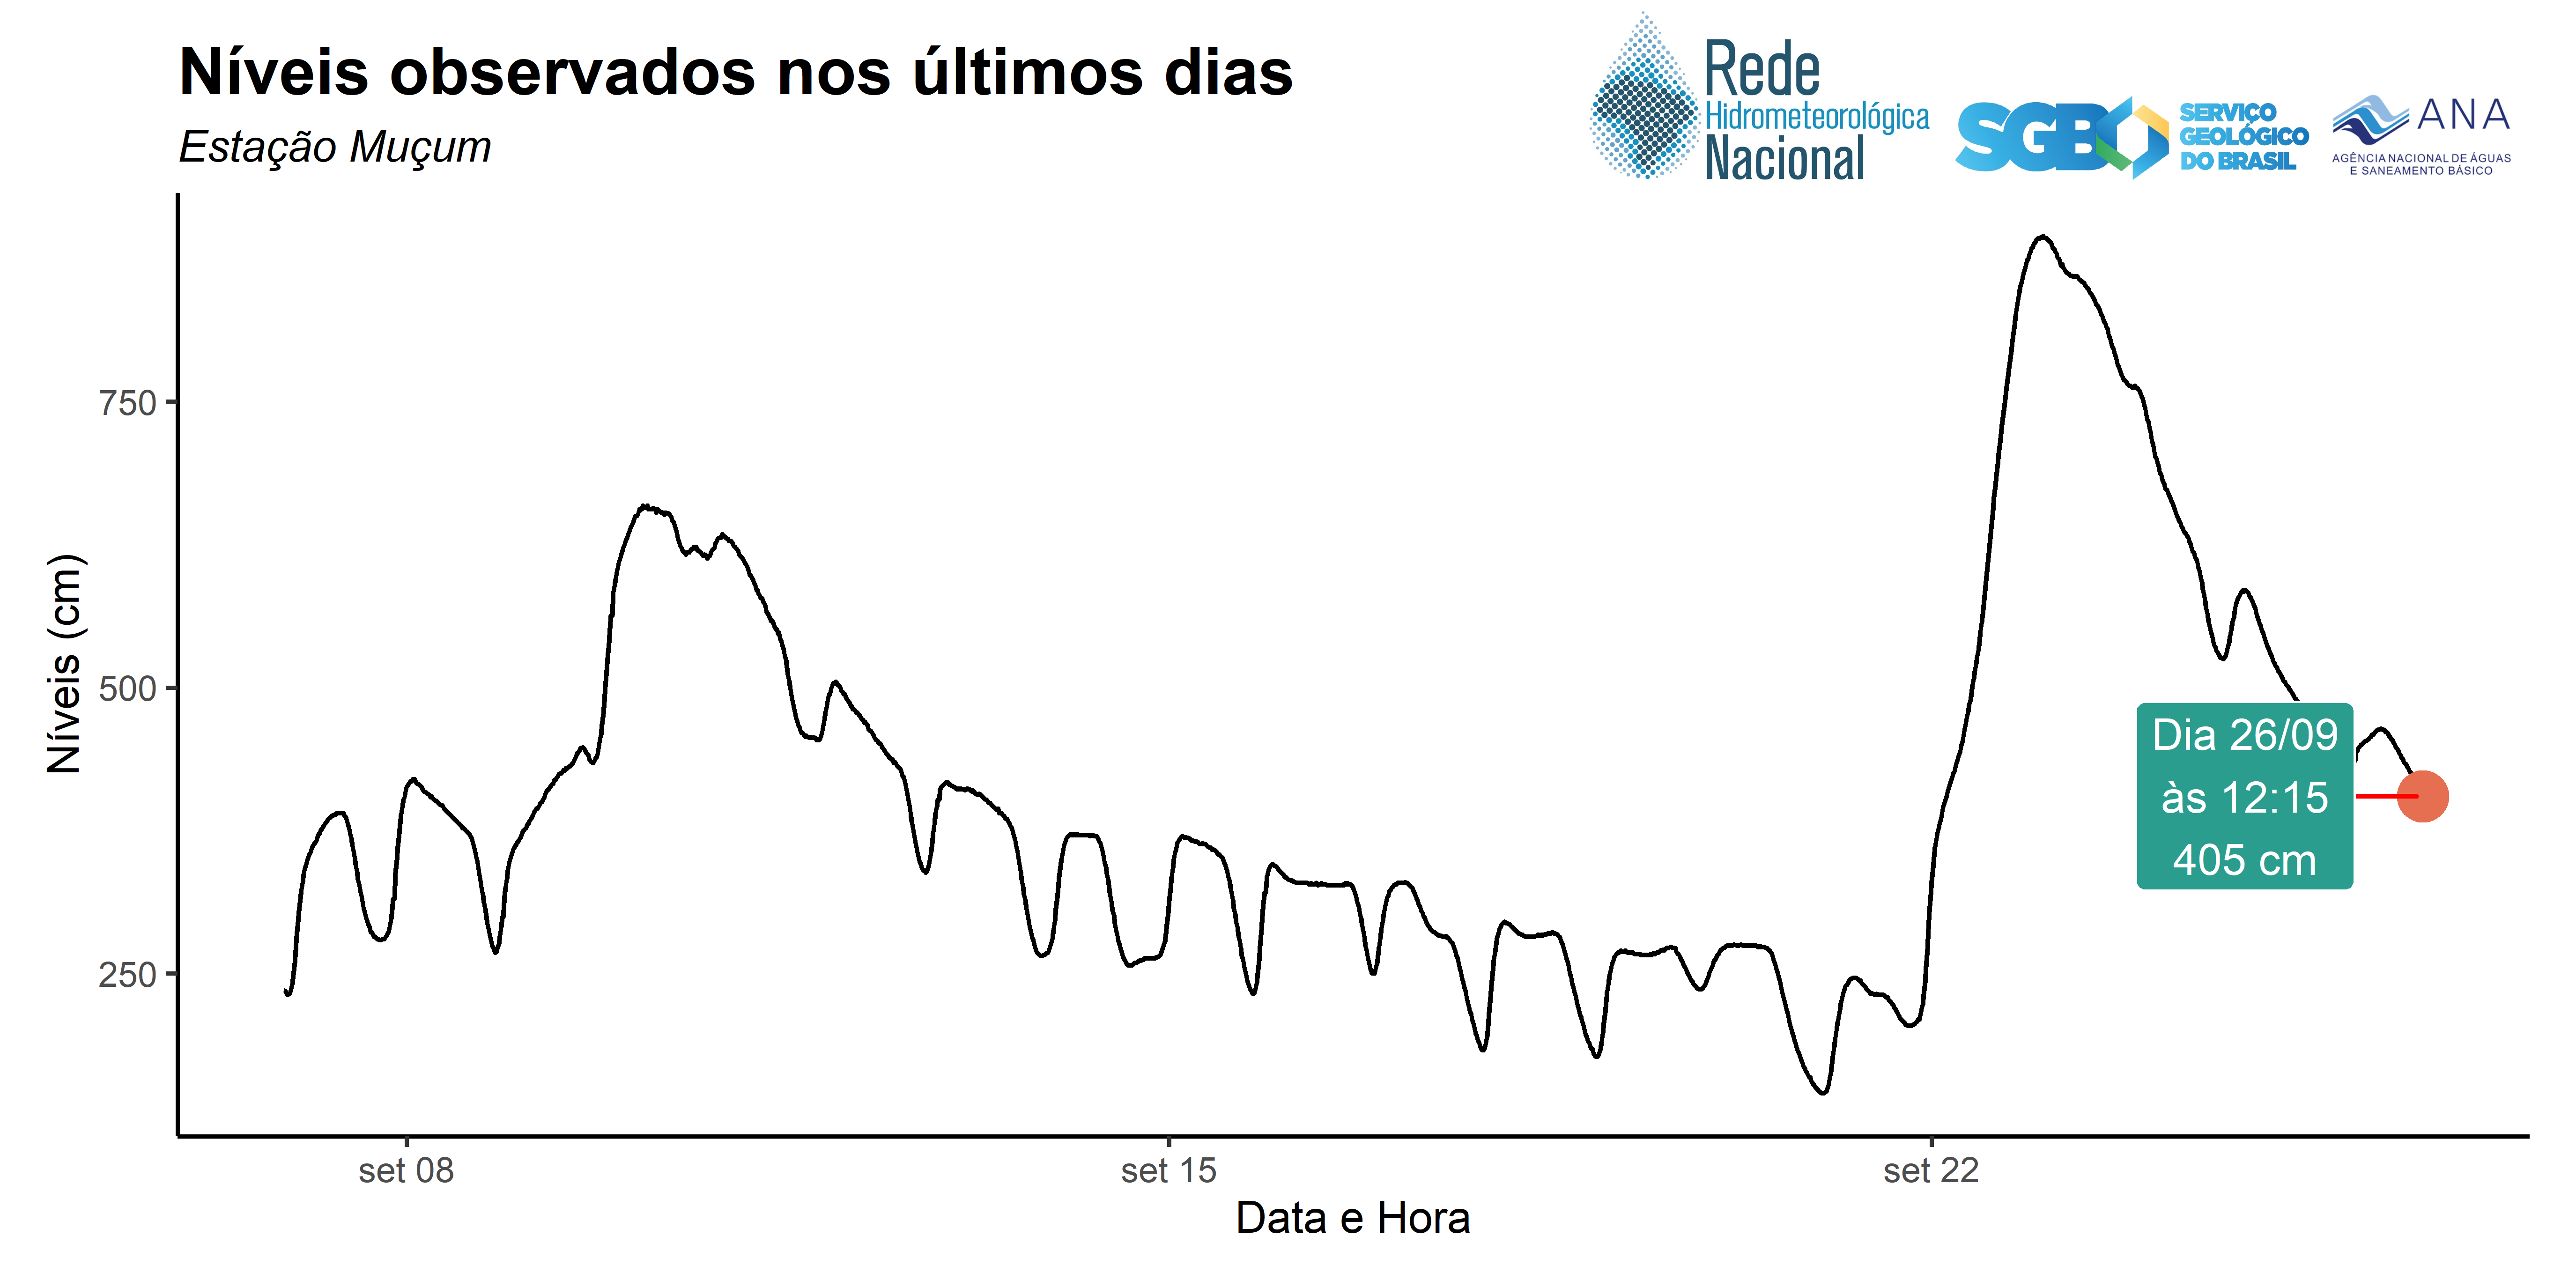 Níveis observados nos últimos dias
Estação Muçum
Rede
Hidrometeorológica
Nacional
SGB
SERVIÇO
GEOLÓGICO
DO BRASIL
ANA
AGÊNCIA NACIONAL DE ÁGUAS
E SANEAMENTO BÁSICO
Níveis (cm)
750
500
250
Dia 26/09
às 12:15
405 cm
set 08
set 15
set 22
Data e Hora